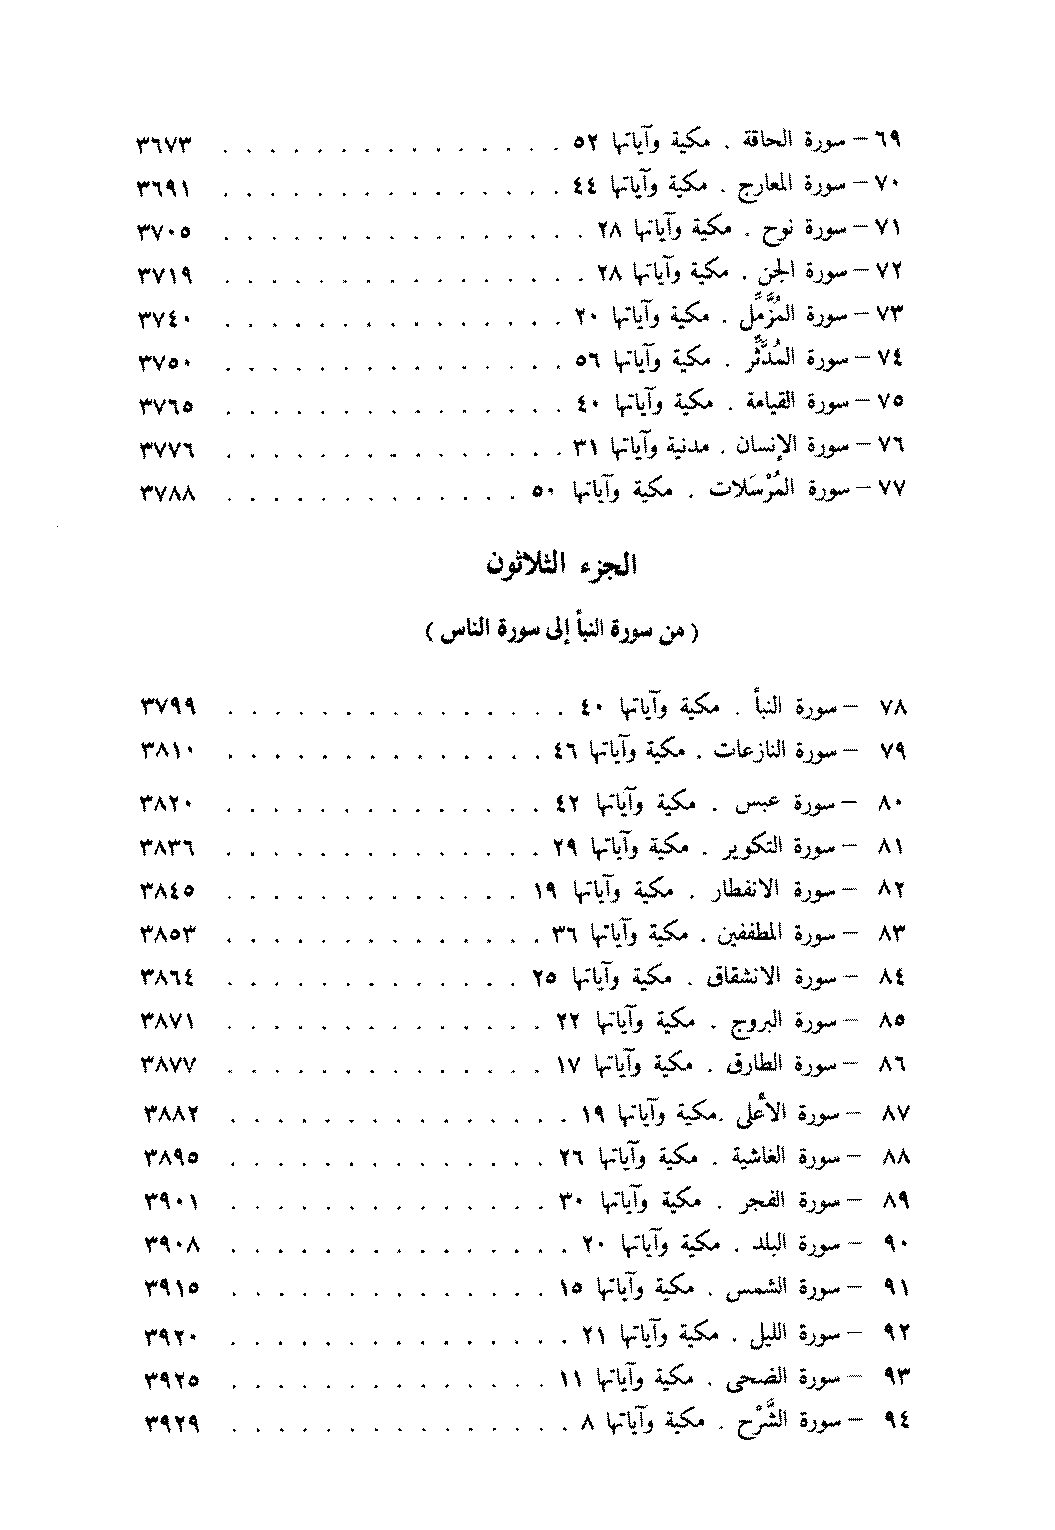 ٦٩ – سورة الحاقة . مكية وآياتها ٥٢ . . . . . . . . . . . . . . . ٣٦٧٣
٧٠ – سورة المعارج . مكية وآياتها ٤٤ . . . . . . . . . . . . . . . ٣٦٩١
٧١ – سورة نوح . مكية وآياتها ٢٨ . . . . . . . . . . . . . . . . ٣٧٠٥
٧٢ – سورة الجن . مكية وآياتها ٢٨ . . . . . . . . . . . . . . . . ٣٧١٩
٧٣ – سورة المُزَّمِّل . مكية وآياتها ٢٠ . . . . . . . . . . . . . . . ٣٧٤٠
٧٤ – سورة المُدَّثِّر . مكية وآياتها ٥٦ . . . . . . . . . . . . . . . ٣٧٥٠
٧٥ – سورة القيامة . مكية وآياتها ٤٠ . . . . . . . . . . . . . . . ٣٧٦٥
٧٦ – سورة الإنسان . مدنية وآياتها ٣١ . . . . . . . . . . . . . . . ٣٧٧٦
٧٧ – سورة المُرْسَلات . مكية وآياتها ٥٠ . . . . . . . . . . . . . ٣٧٨٨
الجزء الثلاثون
( من سورة النبأ إلى سورة الناس )
٧٨ – سورة النبأ . مكية وآياتها ٤٠ . . . . . . . . . . . . . . . ٣٧٩٩
٧٩ – سورة النازعات . مكية وآياتها ٤٦ . . . . . . . . . . . . . . ٣٨١٠
٨٠ – سورة عبس . مكية وآياتها ٤٢ . . . . . . . . . . . . . . ٣٨٢٠
٨١ – سورة التكوير . مكية وآياتها ٢٩ . . . . . . . . . . . . . . ٣٨٣٦
٨٢ – سورة الانفطار . مكية وآياتها ١٩ . . . . . . . . . . . . . ٣٨٤٥
٨٣ – سورة المطففين . مكية وآياتها ٣٦ . . . . . . . . . . . . . . ٣٨٥٣
٨٤ – سورة الانشقاق . مكية وآياتها ٢٥ . . . . . . . . . . . . . ٣٨٦٤
٨٥ – سورة البروج . مكية وآياتها ٢٢ . . . . . . . . . . . . . . ٣٨٧١
٨٦ – سورة الطارق . مكية وآياتها ١٧ . . . . . . . . . . . . . . ٣٨٧٧
٨٧ – سورة الأعلى .مكية وآياتها ١٩ . . . . . . . . . . . . . . . ٣٨٨٢
٨٨ – سورة الغاشية . مكية وآياتها ٢٦ . . . . . . . . . . . . . . ٣٨٩٥
٨٩ – سورة الفجر . مكية وآياتها ٣٠ . . . . . . . . . . . . . . ٣٩٠١
٩٠ – سورة البلد . مكية وآياتها ٢٠ . . . . . . . . . . . . . . . ٣٩٠٨
٩١ – سورة الشمس . مكية وآياتها ١٥ . . . . . . . . . . . . . . ٣٩١٥
٩٢ – سورة الليل . مكية وآياتها ٢١ . . . . . . . . . . . . . . . ٣٩٢٠
٩٣ – سورة الضحى . مكية وآياتها ١١ . . . . . . . . . . . . . . ٣٩٢٥
٩٤ – سورة الشَّرْح . مكية وآياتها ٨ . . . . . . . . . . . . . . . ٣٩٢٩